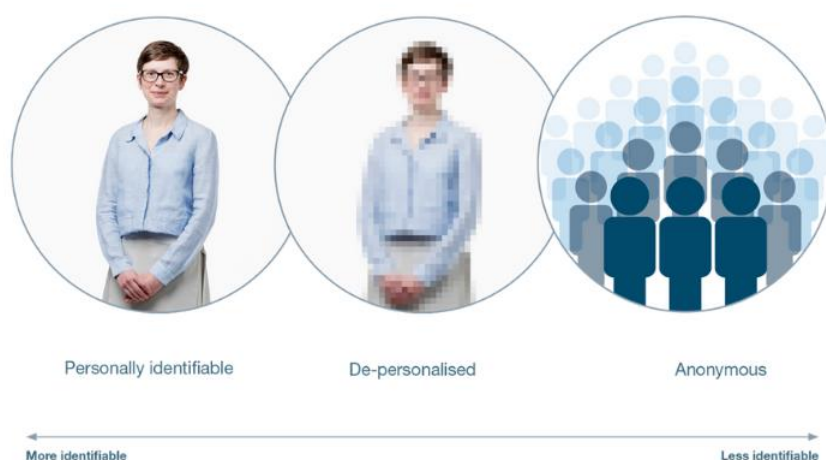 Personally identifiable
De-personalised
Anonymous
More identifiable
Less identifiable